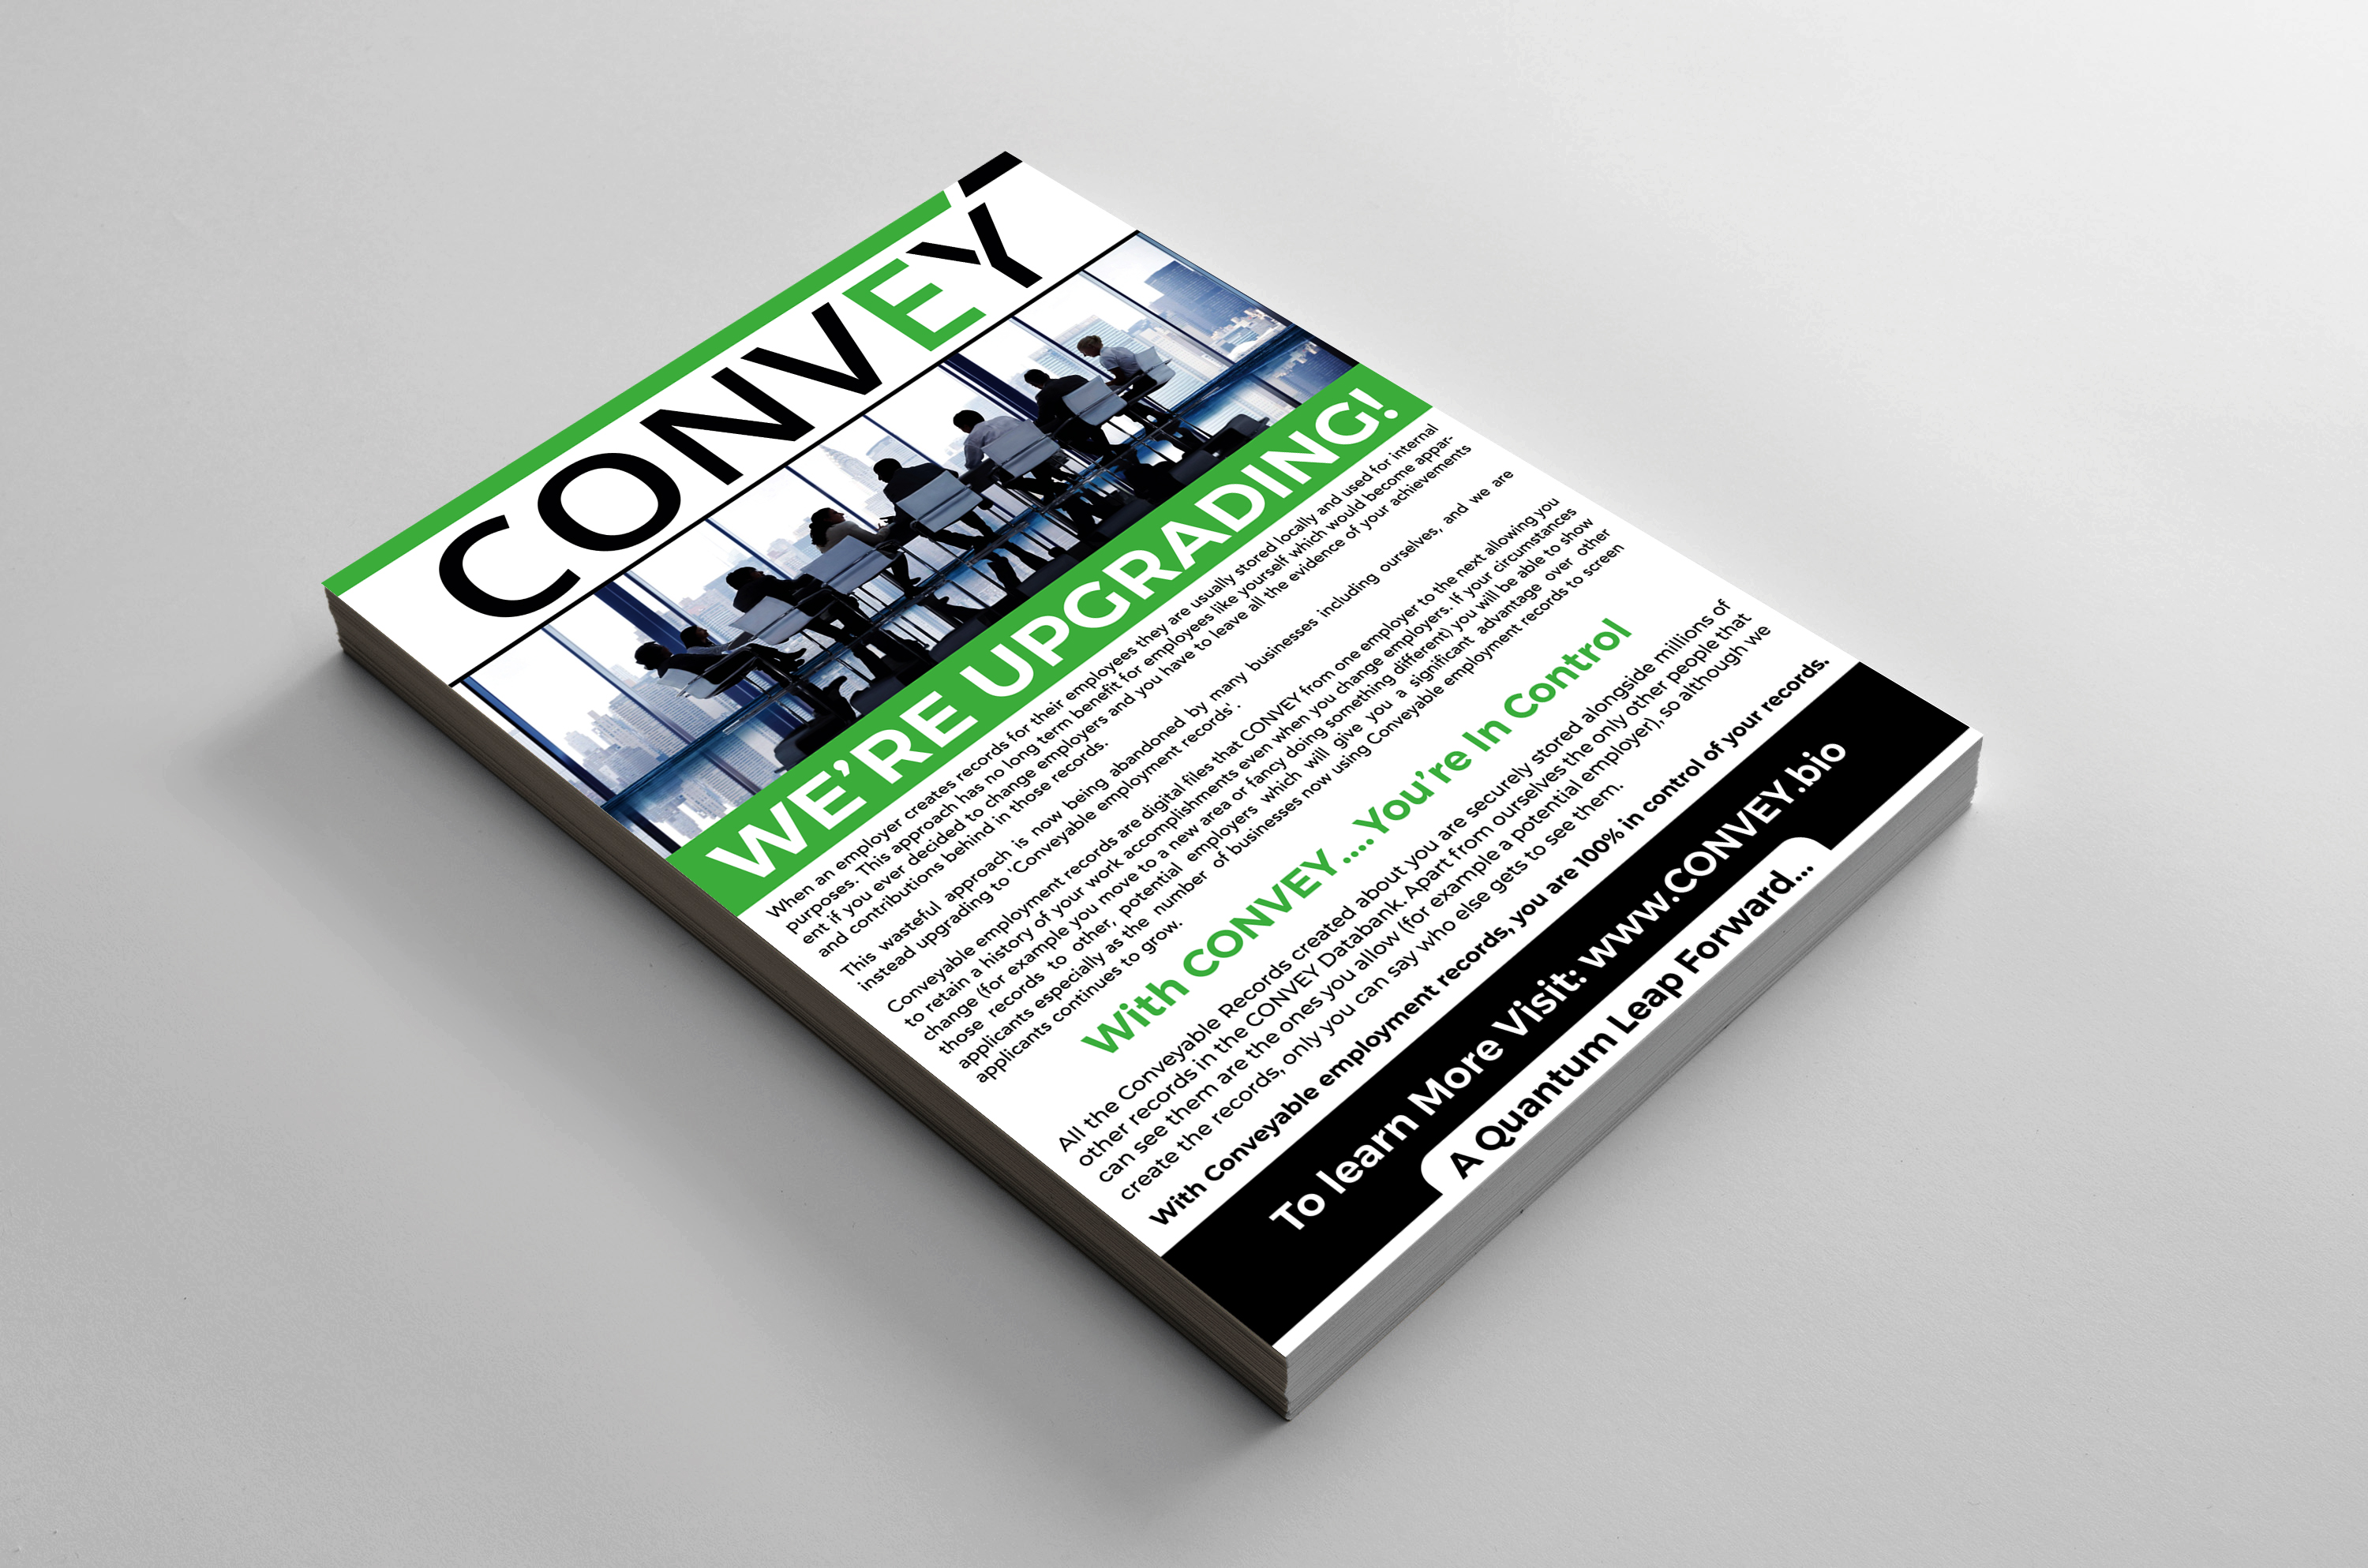 CONVEY
WE'RE UPGRADING!
When an employer creates records for their employees they are usually stored locally and used for internal
purposes. This approach has no long term benefit for employees like yourself which would become appar-
ent if you ever decided to change employers and you have to leave all the evidence of your achievements
and contributions behind in those records.
This wasteful approach is now being abandoned by many businesses including ourselves, and we are
instead upgrading to 'Conveyable employment records'.
Conveyable employment records are digital files that CONVEY from one employer to the next allowing you
to retain a history of your work accomplishments even when you change employers. If your circumstances
change (for example you move to a new area or fancy doing something different) you will be able to show
those records to other, potential employers which will give you a significant advantage over other
applicants especially as the number of businesses now using Conveyable employment records to screen
applicants continues to grow.
With CONVEY ....You're In Control
All the Conveyable Records created about you are securely stored alongside millions of
other records in the CONVEY Databank. Apart from ourselves the only other people that
can see them are the ones you allow (for example a potential employer), so although we
create the records, only you can say who else gets to see them.
With Conveyable employment records, you are 100% in control of your records.
To learn More Visit: www.CONVEY.bio
A Quantum Leap Forward...